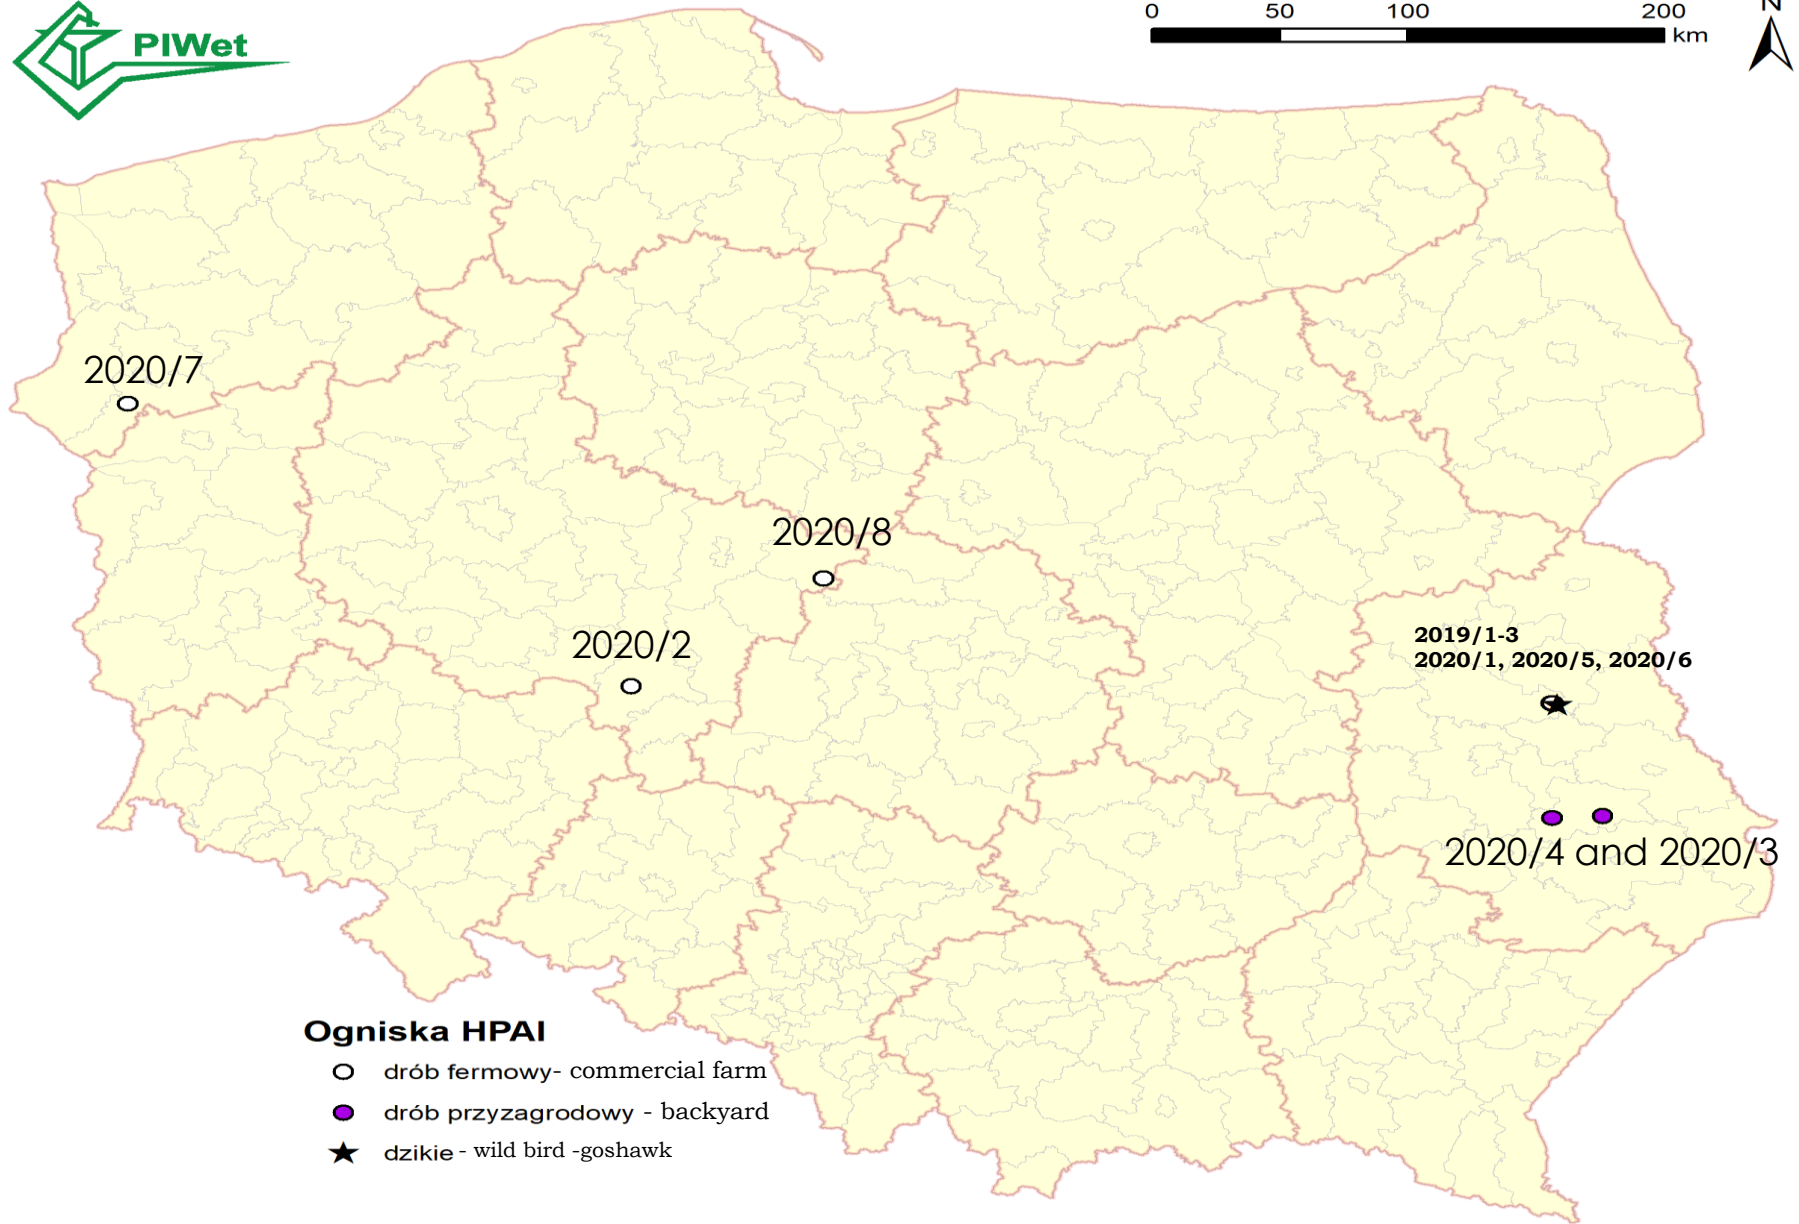 PIWet
0 50 100 200
km
N
2020/7
2020/8
2020/2
2019/1-3
2020/1, 2020/5, 2020/6
2020/4 and 2020/3
Ogniska HPAI
drób fermowy- commercial farm
drób przyzagrodowy - backyard
dzikie - wild bird -goshawk